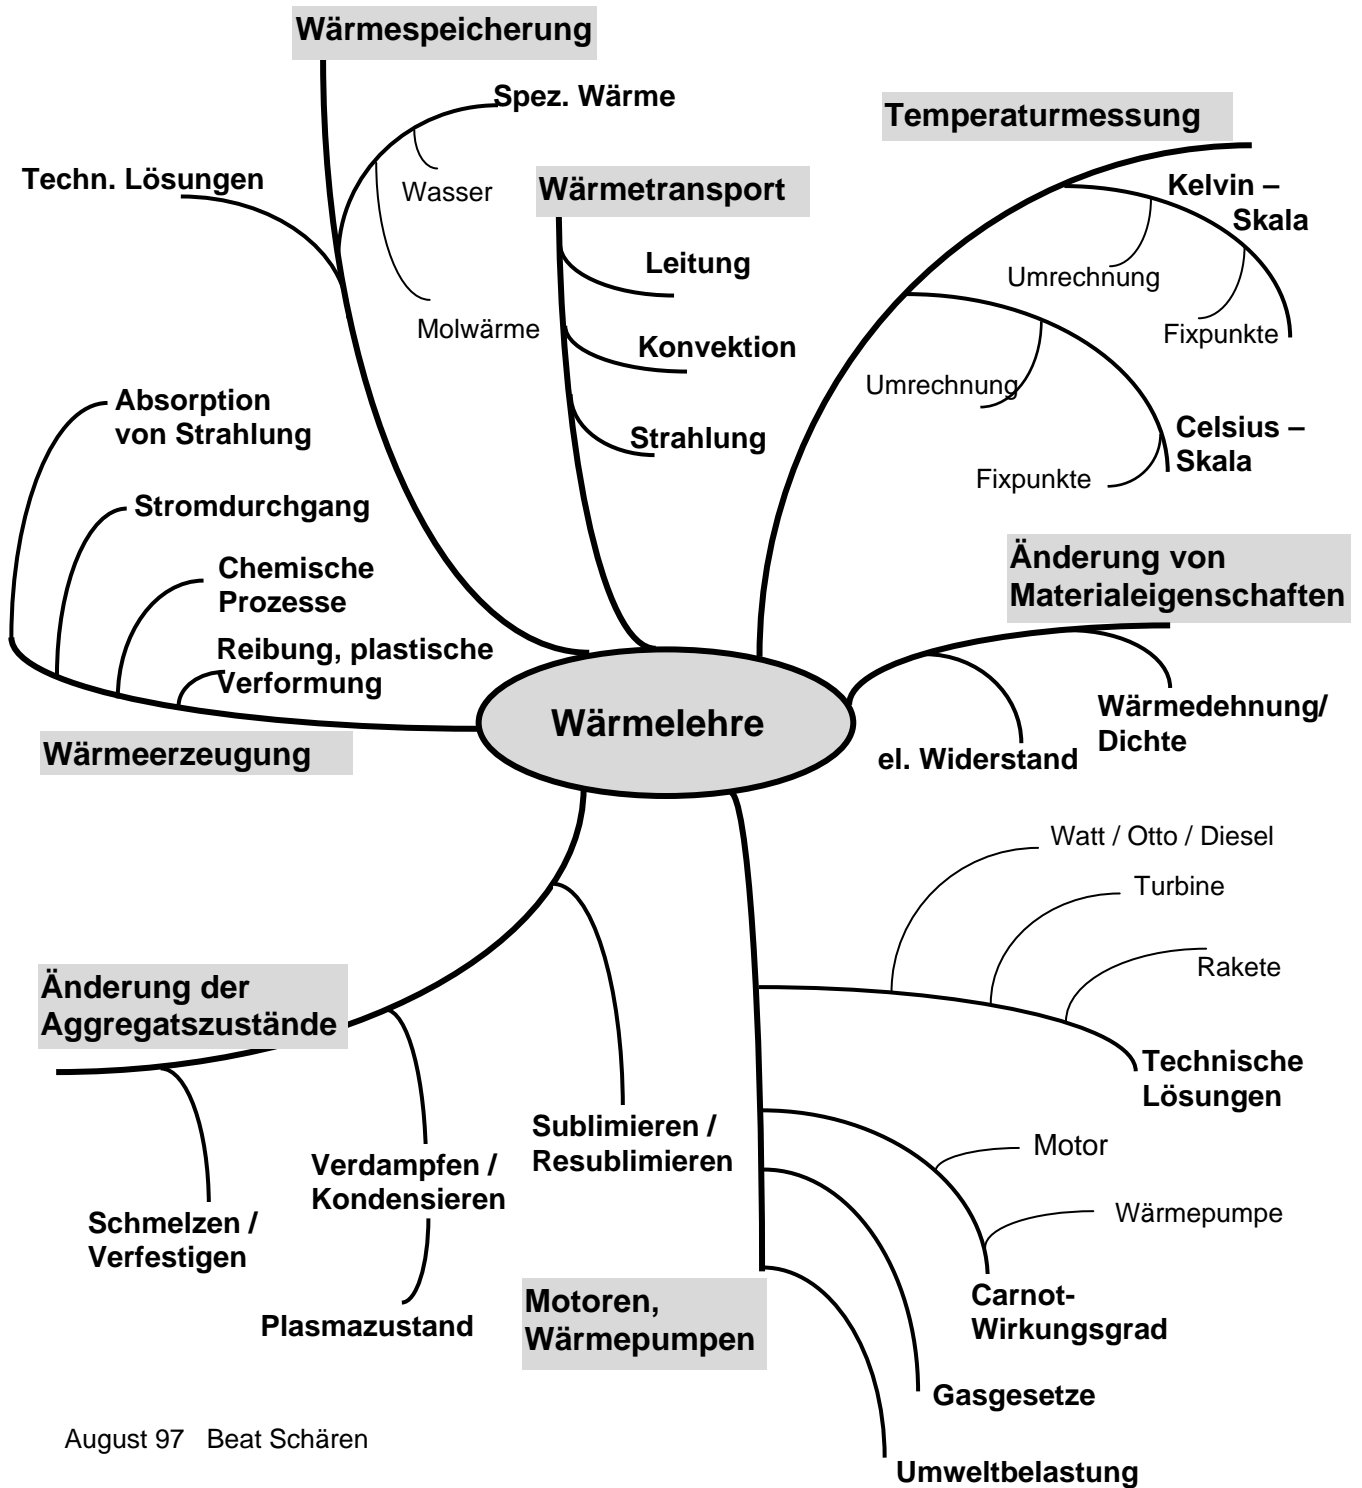 Wärmespeicherung
Spez. Wärme
Techn. Lösungen
Wasser
Molwärme
Wärmetransport
Leitung
Konvektion
Strahlung
Temperaturmessung
Kelvin –
Skala
Umrechnung
Fixpunkte
Umrechnung
Celsius –
Skala
Fixpunkte
Absorption
von Strahlung
Stromdurchgang
Chemische
Prozesse
Reibung, plastische
Verformung
Wärmeerzeugung
Wärmelehre
Änderung von
Materialeigenschaften
Wärmedehnung/
Dichte
el. Widerstand
Watt / Otto / Diesel
Turbine
Rakete
Technische
Lösungen
Änderung der
Aggregatszustände
Sublimieren /
Resublimieren
Verdampfen /
Kondensieren
Schmelzen /
Verfestigen
Plasmazustand
Motoren,
Wärmepumpen
Motor
Wärmepumpe
Carnot-
Wirkungsgrad
Gasgesetze
Umweltbelastung
August 97 Beat Schären